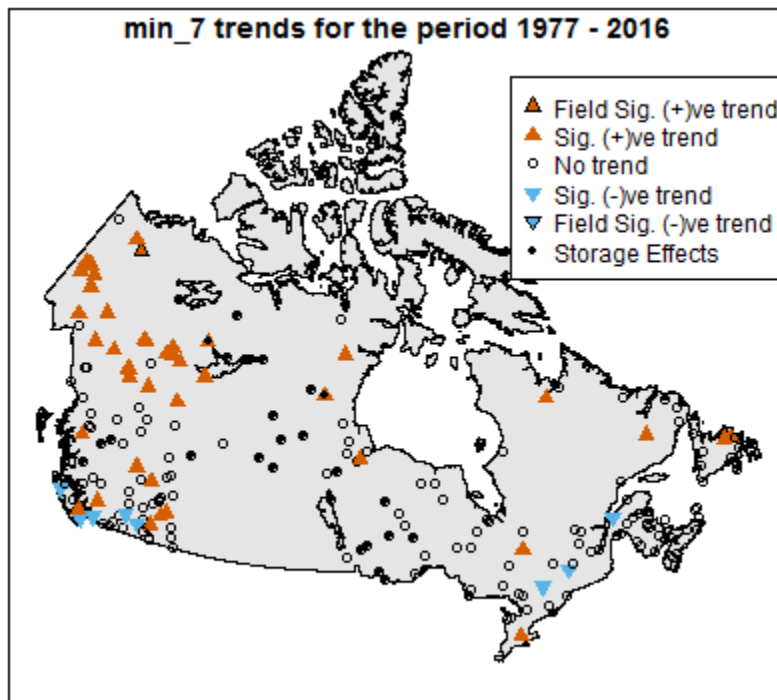 min_7 trends for the period 1977 - 2016
Field Sig. (+)ve trend
Sig. (+)ve trend
No trend
Sig. (-)ve trend
Field Sig. (-)ve trend
Storage Effects